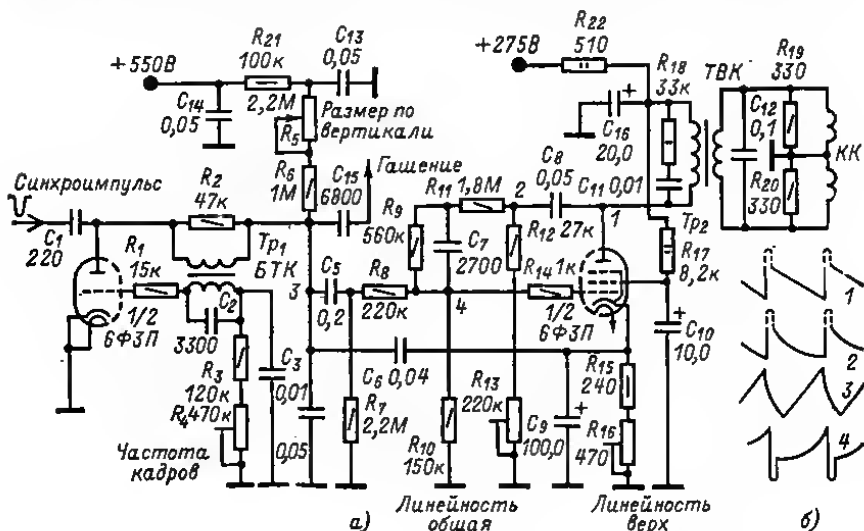 R21
100к
C13
0,05
+550В
2,2М
C14
0,05
R5
Размер по
вертикали
R6
1М
C15
6800
Гашение
Синхроимпульс
R2
47к
C1
220
R1
15к
Тр1
БТК
1/2
6Ф3П
C2
3300
R3
120к
R4 470к
Частота
кадров
C3
0,01
0,05
3
C5
0,2
R8
220к
R9
560к
R11
1,8М
C7
2700
2
C8
0,05
R12
27к
C11 0,01
1
4
R14 1к
1/2
6Ф3П
C6 0,04
R7
2,2М
R10
150к
R13
220к
C9
100,0
R15
240
R16
470
Линейность
общая
Линейность
верх
+275В
R22
510
R18
33к
C16
20,0
+
ТВК
R19
330
C12
0,1
КК
R20
330
Тр2
R17
8,2к
+
C10
10,0
+
1
2
3
4
а)
б)